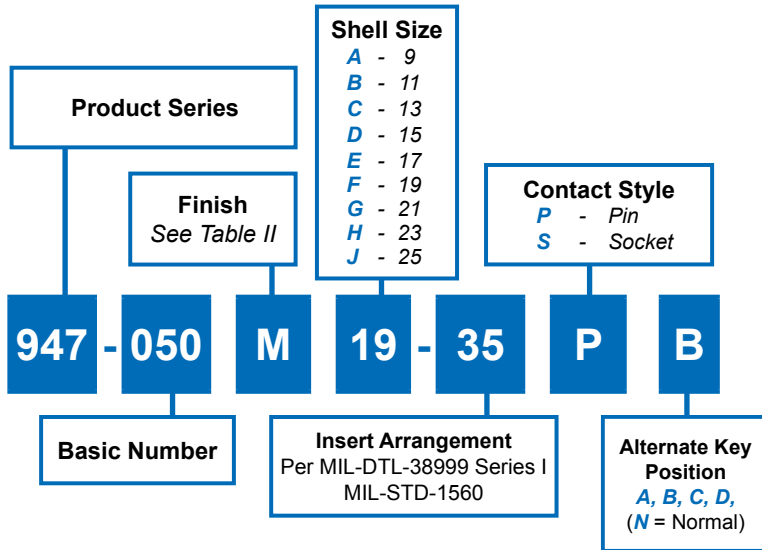 Shell Size
A - 9
B - 11
C - 13
D - 15
E - 17
F - 19
G - 21
H - 23
J - 25
Product Series
Finish
See Table II
Contact Style
P - Pin
S - Socket
947 - 050 M 19 - 35 P B
Basic Number
Insert Arrangement
Per MIL-DTL-38999 Series I
MIL-STD-1560
Alternate Key
Position
A, B, C, D,
(N = Normal)